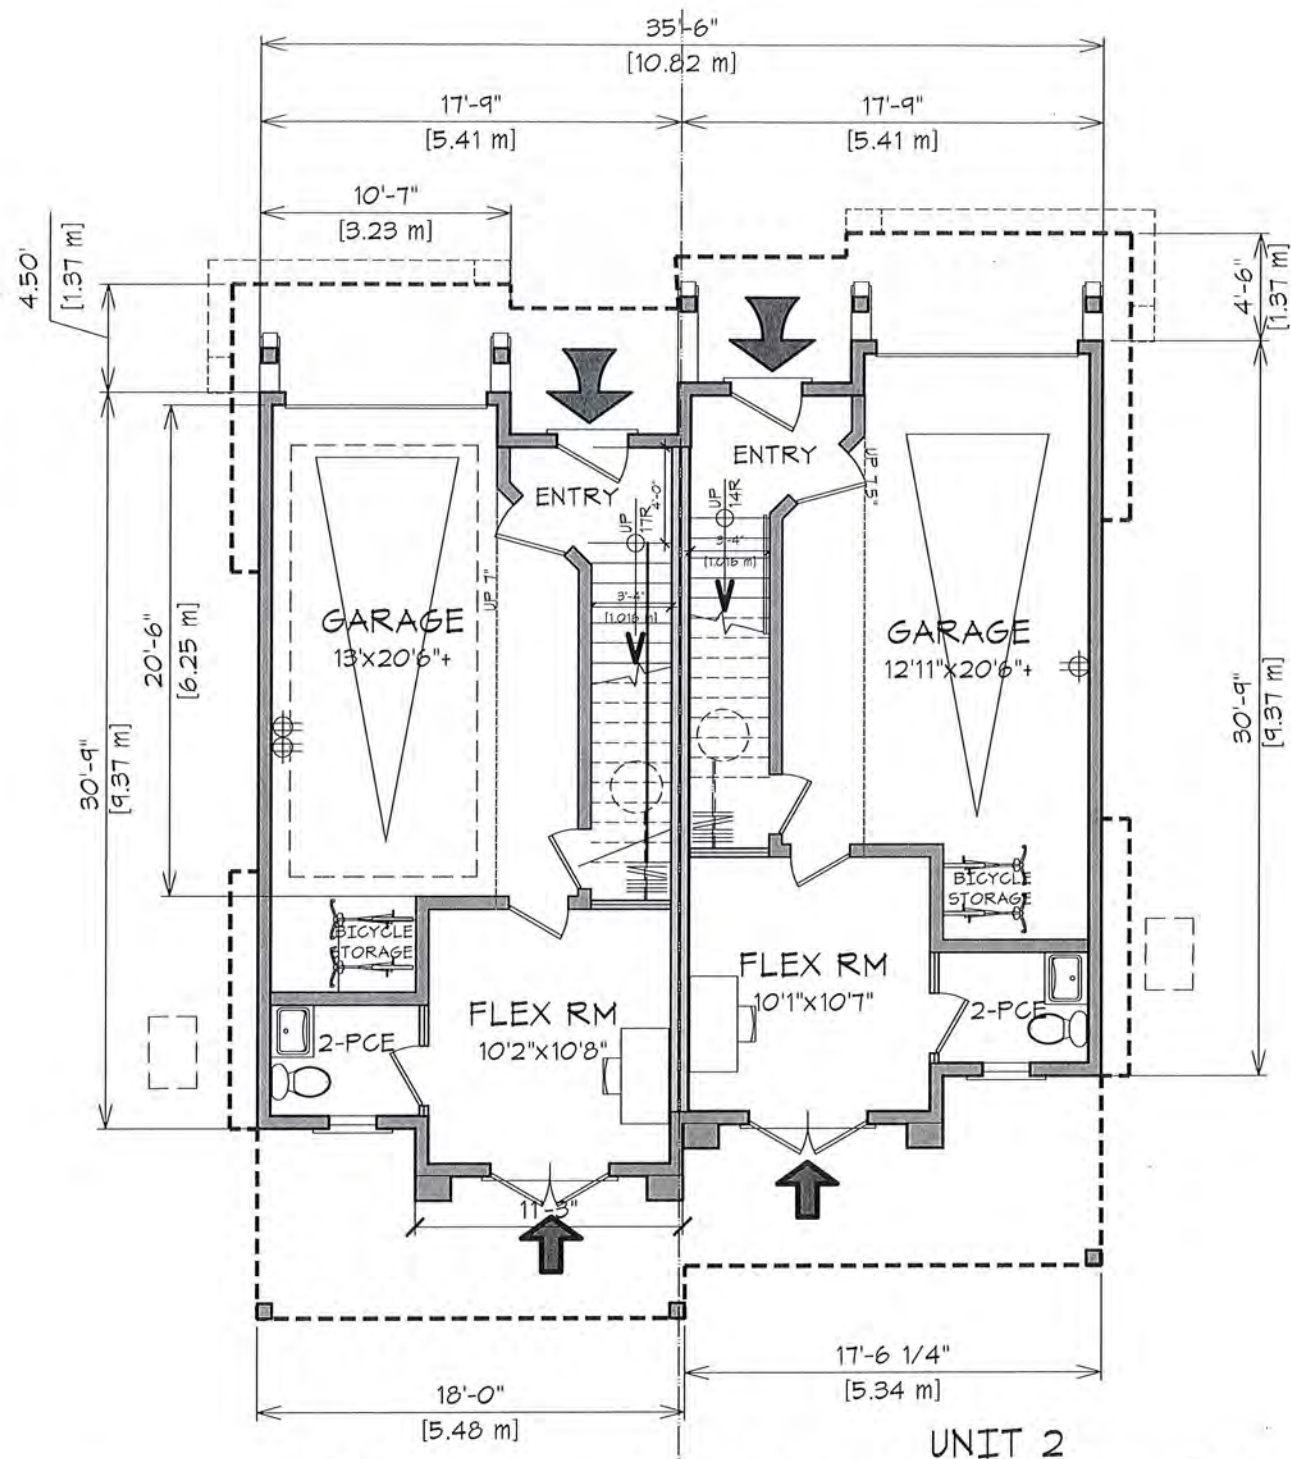 35'-6"
[10.82 m]
17'-9"
[5.41 m]
17'-9"
[5.41 m]
10'-7"
[3.23 m]
4.50'
[1.37 m]
4'-6"
[1.37 m]
ENTRY
ENTRY
UP
17R
4'-0"
UP
14R
UP 7.5"
UP 7"
3'-4"
[1.016 m]
3'-4"
[1.016 m]
GARAGE
13'x20'6"+
GARAGE
12'11"x20'6"+
20'-6"
[6.25 m]
30'-9"
[9.37 m]
30'-9"
[9.37 m]
BICYCLE
STORAGE
BICYCLE
STORAGE
FLEX RM
10'1"x10'7"
FLEX RM
10'2"x10'8"
2-PCE
2-PCE
11'-3"
17'-6 1/4"
[5.34 m]
18'-0"
[5.48 m]
UNIT 2